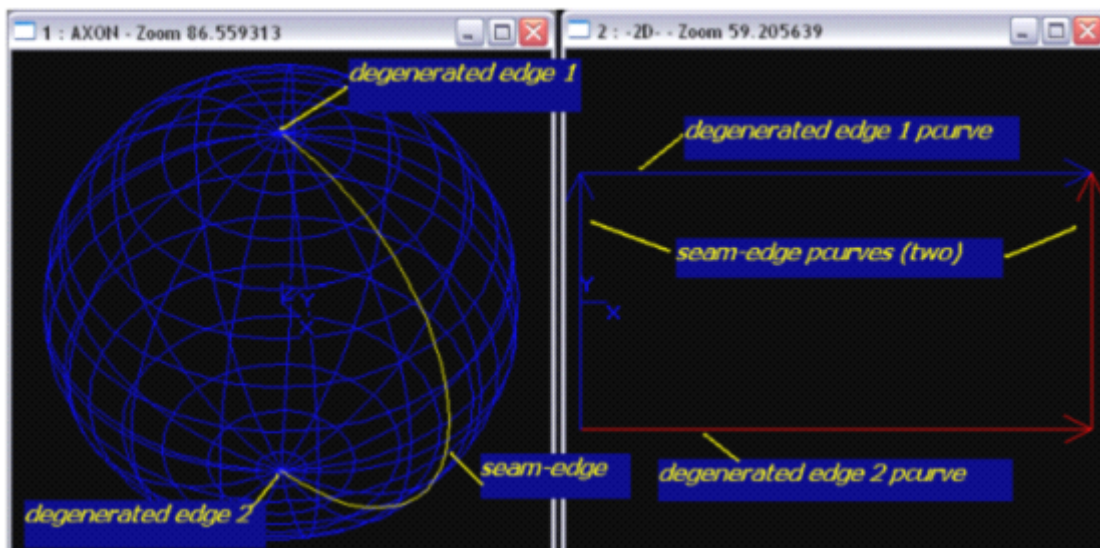 1 : AXON - Zoom 86.559313
degenerated edge 1
Y
X
seam-edge
degenerated edge 2
2 : -2D- - Zoom 59.205639
degenerated edge 1 pcurve
seam-edge pcurves (two)
Y
X
degenerated edge 2 pcurve